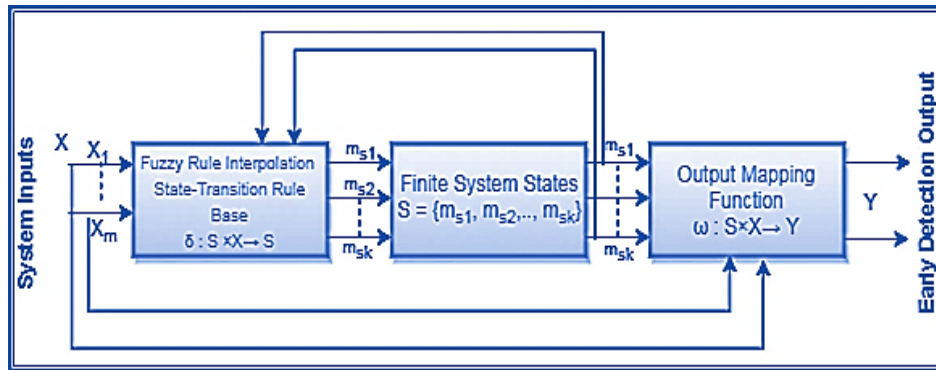 System Inputs
X
X1
Xm
Fuzzy Rule Interpolation
State-Transition Rule
Base
δ : S ×X→ S
ms1
ms2
msk
Finite System States
S = {ms1, ms2,.., msk}
ms1
msk
Output Mapping
Function
ω : S×X→ Y
Y
Early Detection Output